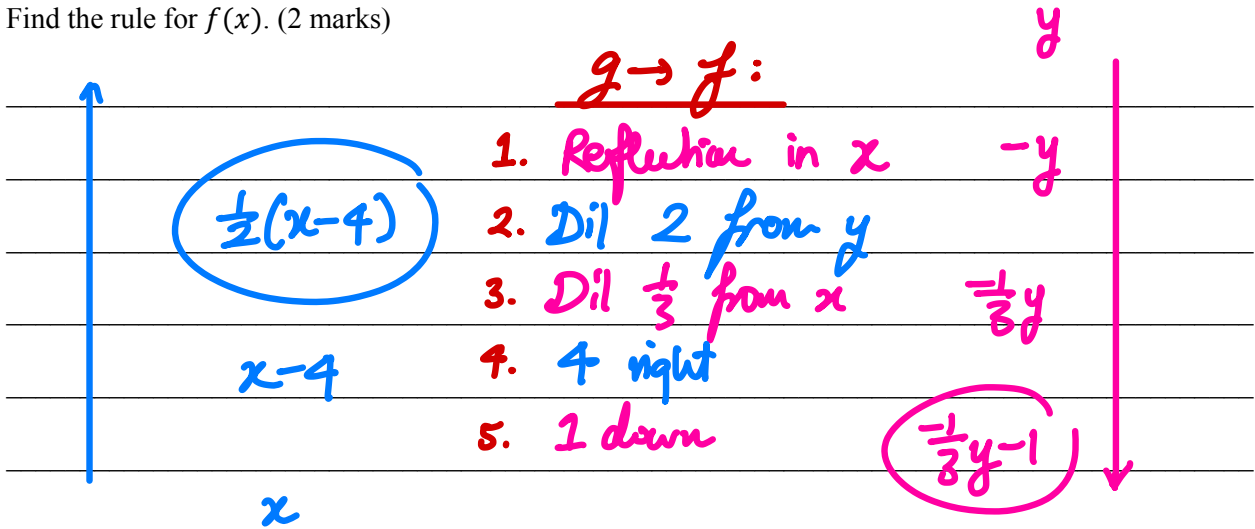 Find the rule for f(x). (2 marks)
y
g → f :
1. Reflection in x
-y
½(x-4)
2. Dil 2 from y
3. Dil ⅓ from x
-⅓y
x-4
4. 4 right
5. 1 down
-⅓y-1
x